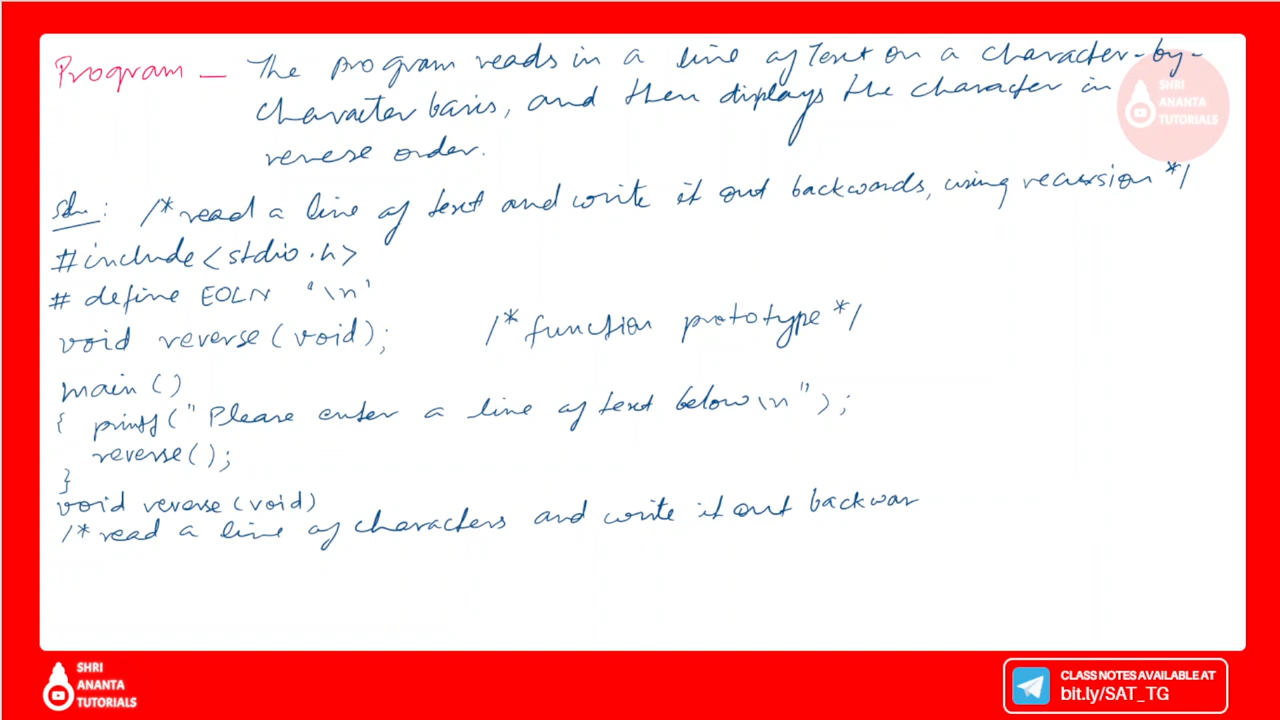 Program — The program reads in a line of Text on a character-by-
character basis, and then displays the character in
reverse order.
Soln: /*read a line of text and write it out backwards, using recursion */
#include <stdio.h>
# define EOLN '\n'
void reverse (void); /* function prototype */
main ()
{ printf (" Please enter a line of text below \n " );
reverse ( );
}
void reverse (void)
/* read a line of characters and write it out backwar
SHRI
ANANTA
TUTORIALS
SHRI
ANANTA
TUTORIALS
CLASS NOTES AVAILABLE AT
bit.ly/SAT_TG